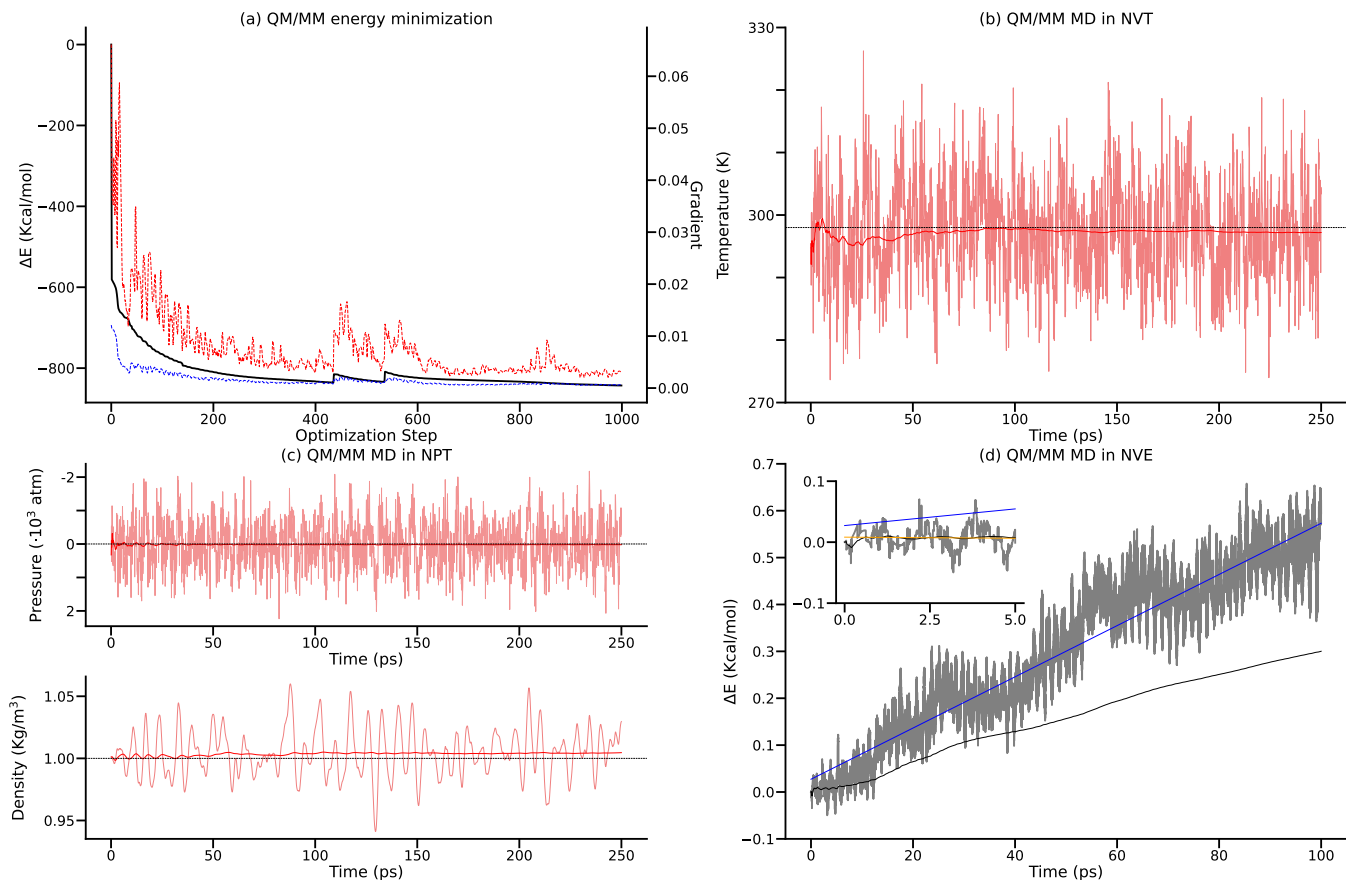 (a) QM/MM energy minimization
0
−200
−400
−600
−800
ΔE (Kcal/mol)
0.06
0.05
0.04
0.03
0.02
0.01
0.00
Gradient
0 200 400 600 800 1000
Optimization Step
(b) QM/MM MD in NVT
330
300
270
Temperature (K)
0 50 100 150 200 250
Time (ps)
(c) QM/MM MD in NPT
-2
0
2
Pressure (·10³ atm)
0 50 100 150 200 250
Time (ps)
1.05
1.00
0.95
Density (Kg/m³)
0 50 100 150 200 250
Time (ps)
(d) QM/MM MD in NVE
0.7
0.6
0.5
0.4
0.3
0.2
0.1
0.0
−0.1
ΔE (Kcal/mol)
0.1
0.0
−0.1
0.0 2.5 5.0
0 20 40 60 80 100
Time (ps)